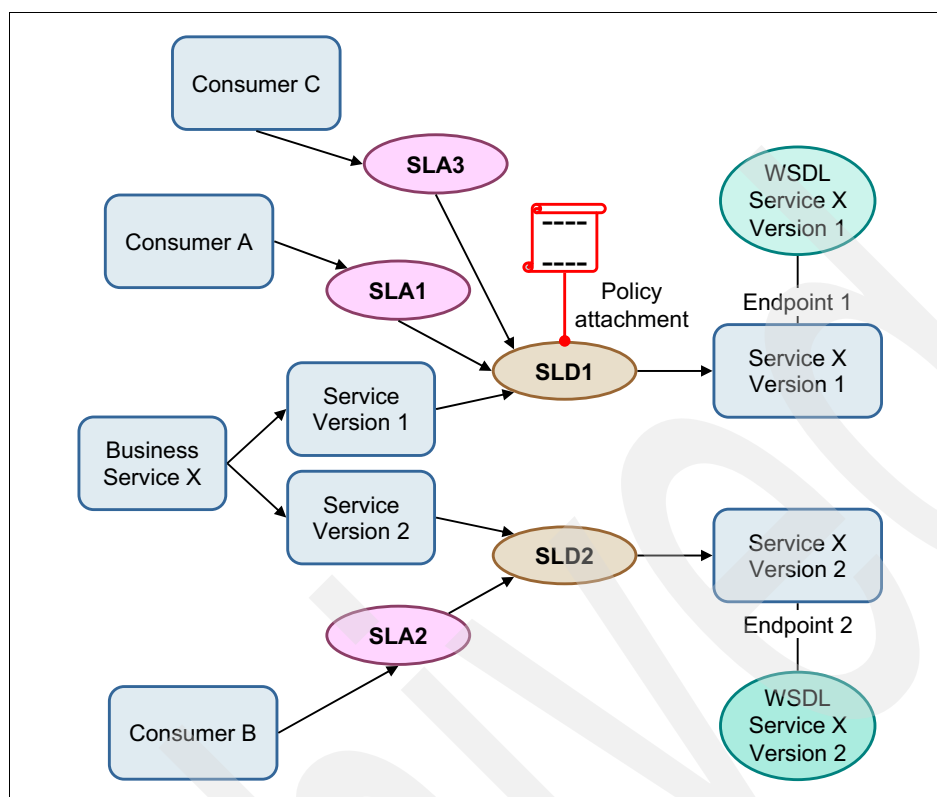 Consumer C
SLA3
WSDL
Service X
Version 1
Consumer A
SLA1
Policy
attachment
Endpoint 1
SLD1
Service X
Version 1
Service
Version 1
Business
Service X
Service
Version 2
SLD2
Service X
Version 2
SLA2
Endpoint 2
Consumer B
WSDL
Service X
Version 2